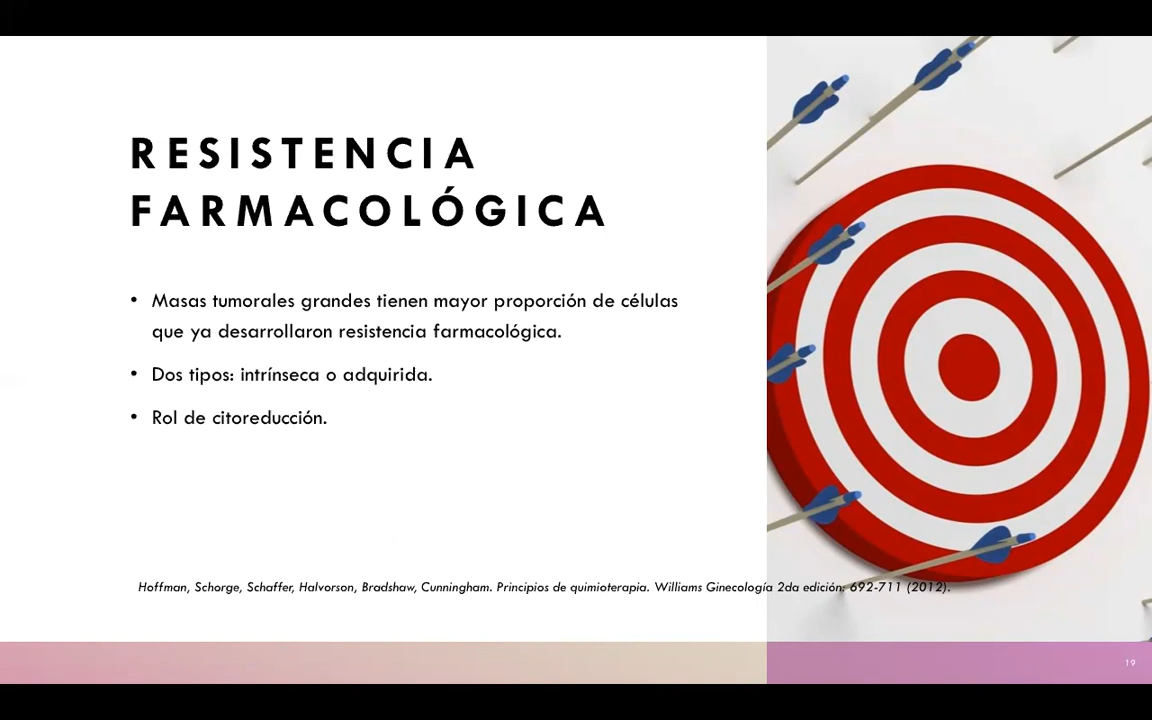 RESISTENCIA
FARMACOLÓGICA
• Masas tumorales grandes tienen mayor proporción de células
que ya desarrollaron resistencia farmacológica.
• Dos tipos: intrínseca o adquirida.
• Rol de citoreducción.
Hoffman, Schorge, Schaffer, Halvorson, Bradshaw, Cunningham. Principios de quimioterapia. Williams Ginecología 2da edición: 692-711 (2012).
19